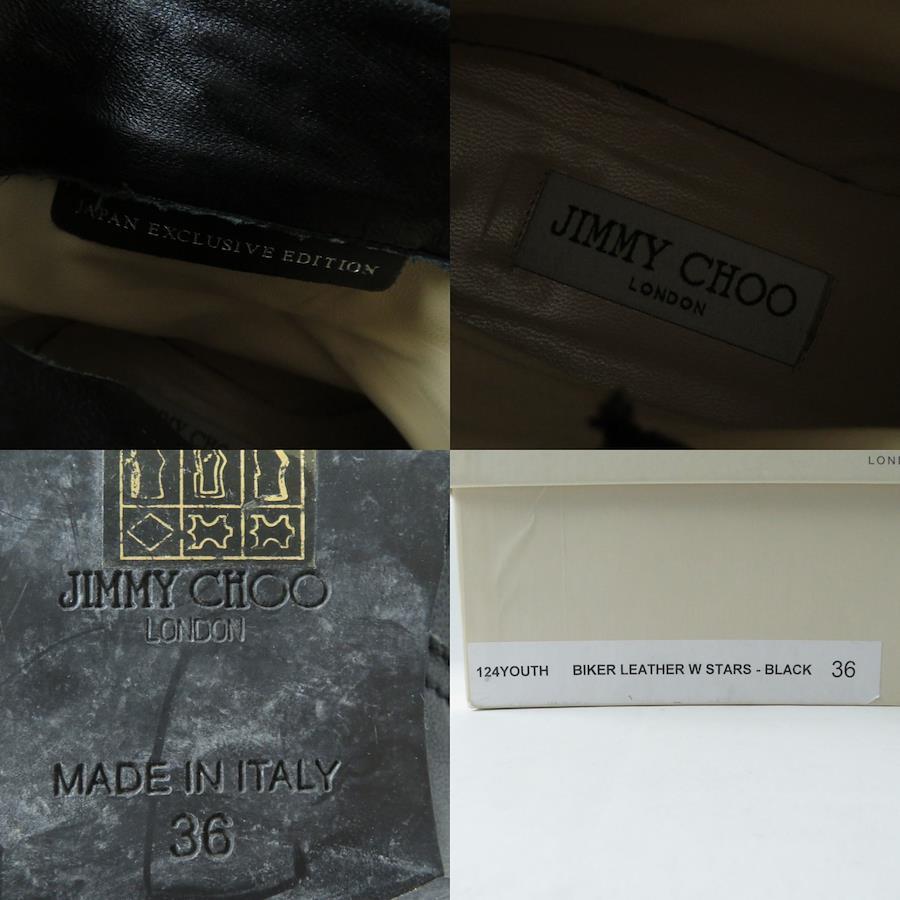 JAPAN EXCLUSIVE EDITION
JIMMY CHOO
LONDON
JIMMY CHOO
LONDON
MADE IN ITALY
36
124YOUTH BIKER LEATHER W STARS - BLACK 36